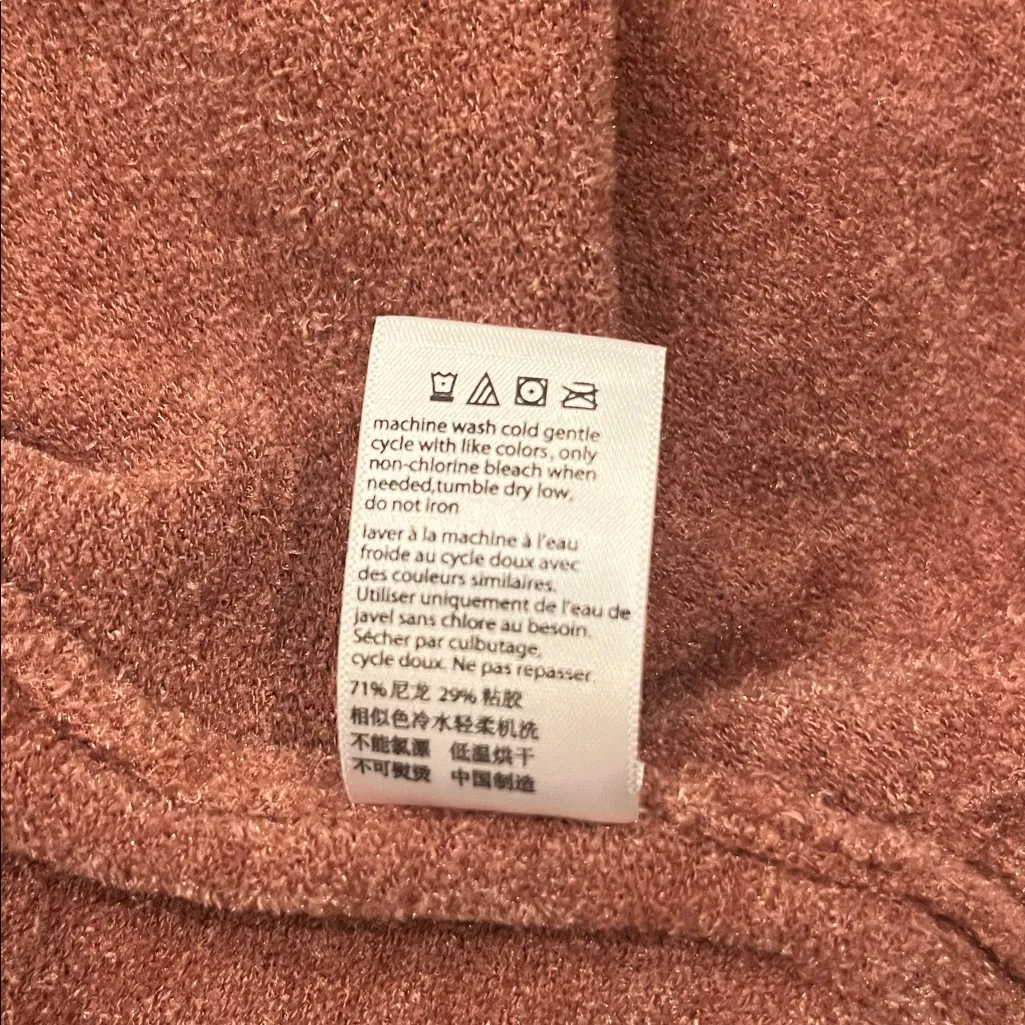 machine wash cold gentle
cycle with like colors, only
non-chlorine bleach when
needed,tumble dry low,
do not iron
laver à la machine à l'eau
froide au cycle doux avec
des couleurs similaires.
Utiliser uniquement de l'eau de
javel sans chlore au besoin.
Sécher par culbutage,
cycle doux. Ne pas repasser
71%尼龙 29%粘胶
相似色冷水轻柔机洗
不能氯漂 低温烘干
不可熨烫 中国制造